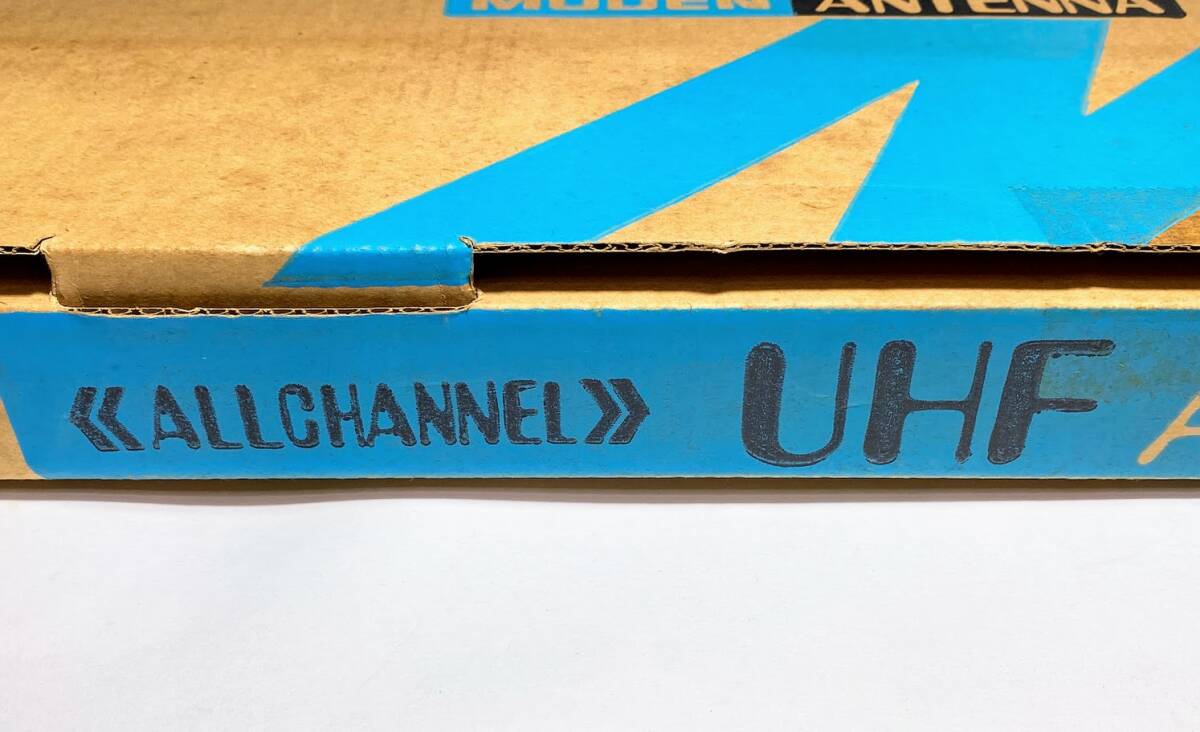 MODEN ANTENNA
《ALLCHANNEL》 UHF A